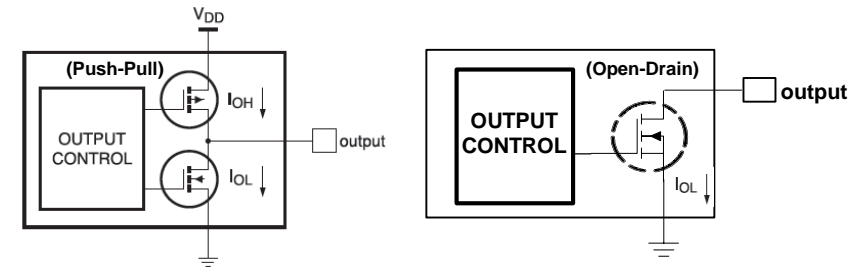 VDD
(Push-Pull)
IOH
OUTPUT
CONTROL
output
IOL
(Open-Drain)
output
OUTPUT
CONTROL
IOL